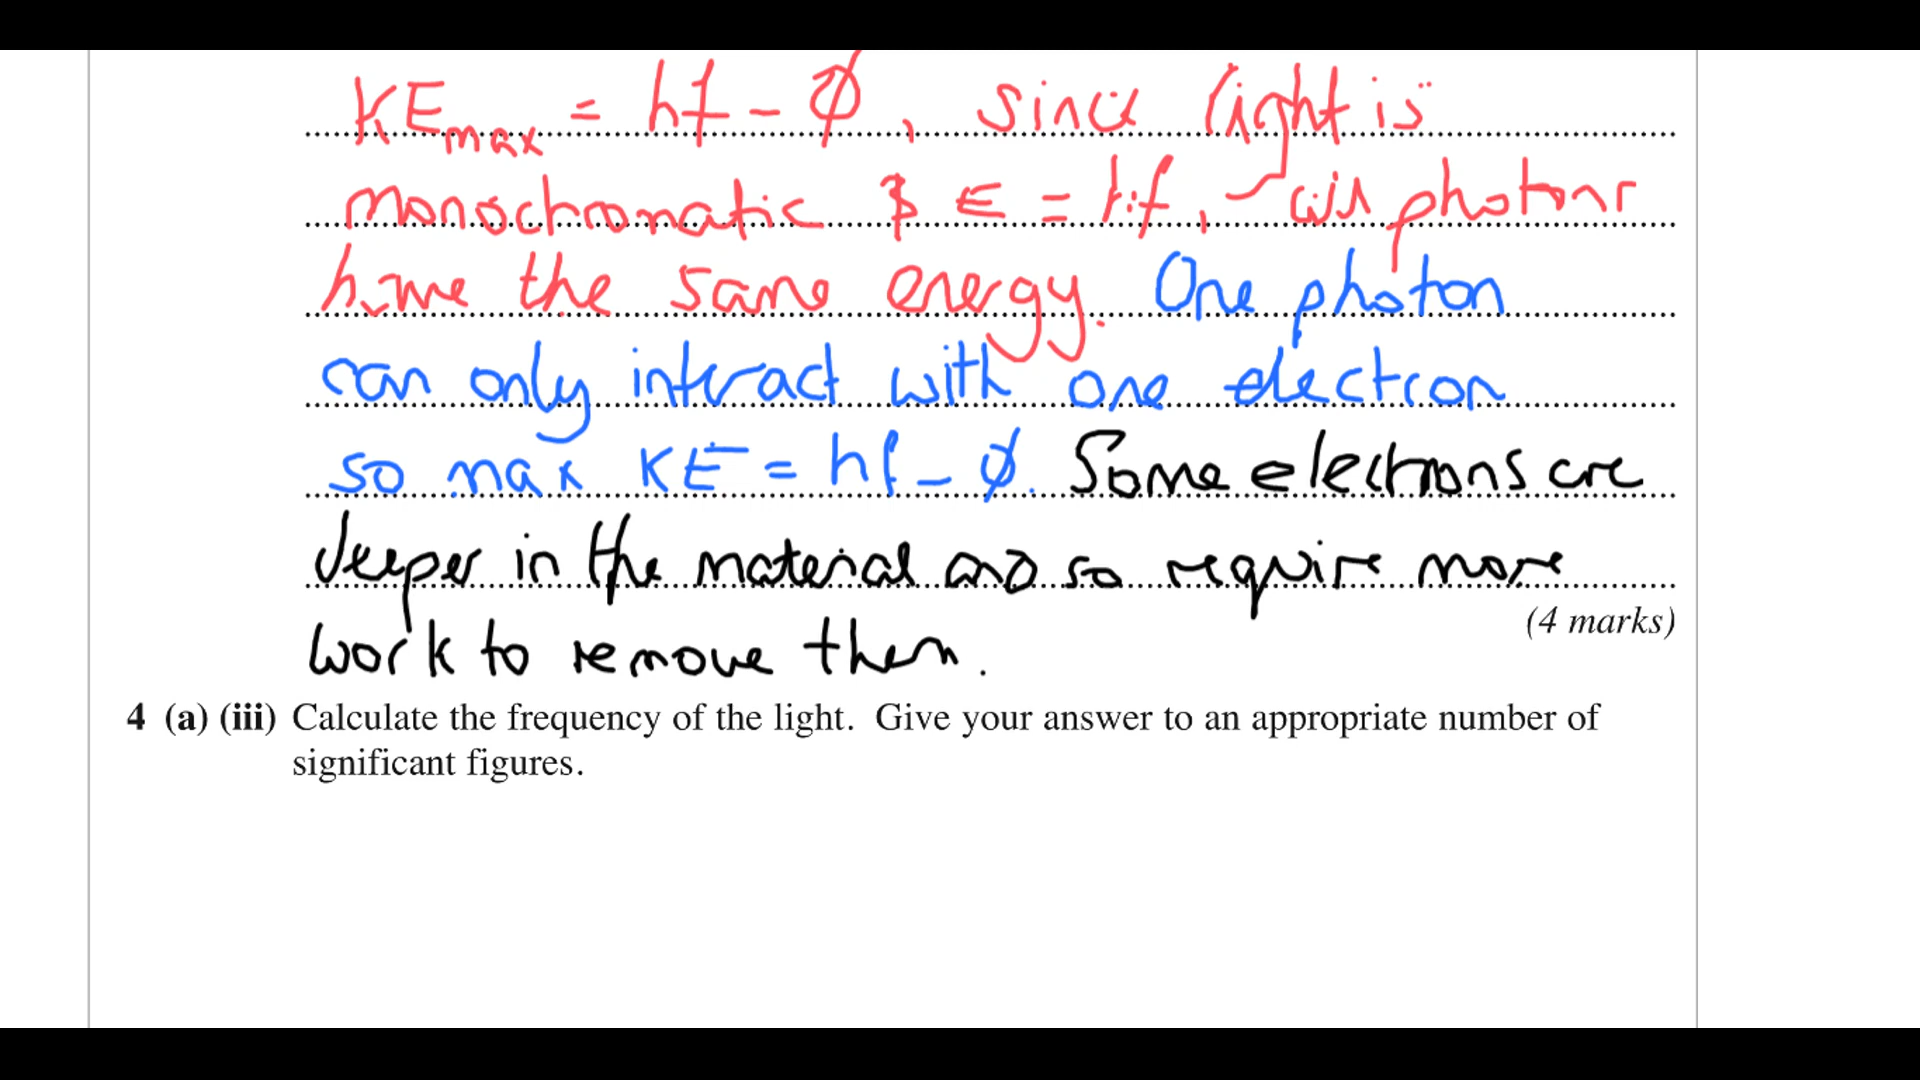 KEmax = hf - φ, since light is
monochromatic & E = hf, all photons
have the same energy. One photon
can only interact with one electron
so max KE = hf - φ. Some electrons are
deeper in the material and so require more
(4 marks)
work to remove them.
4 (a) (iii) Calculate the frequency of the light. Give your answer to an appropriate number of
significant figures.